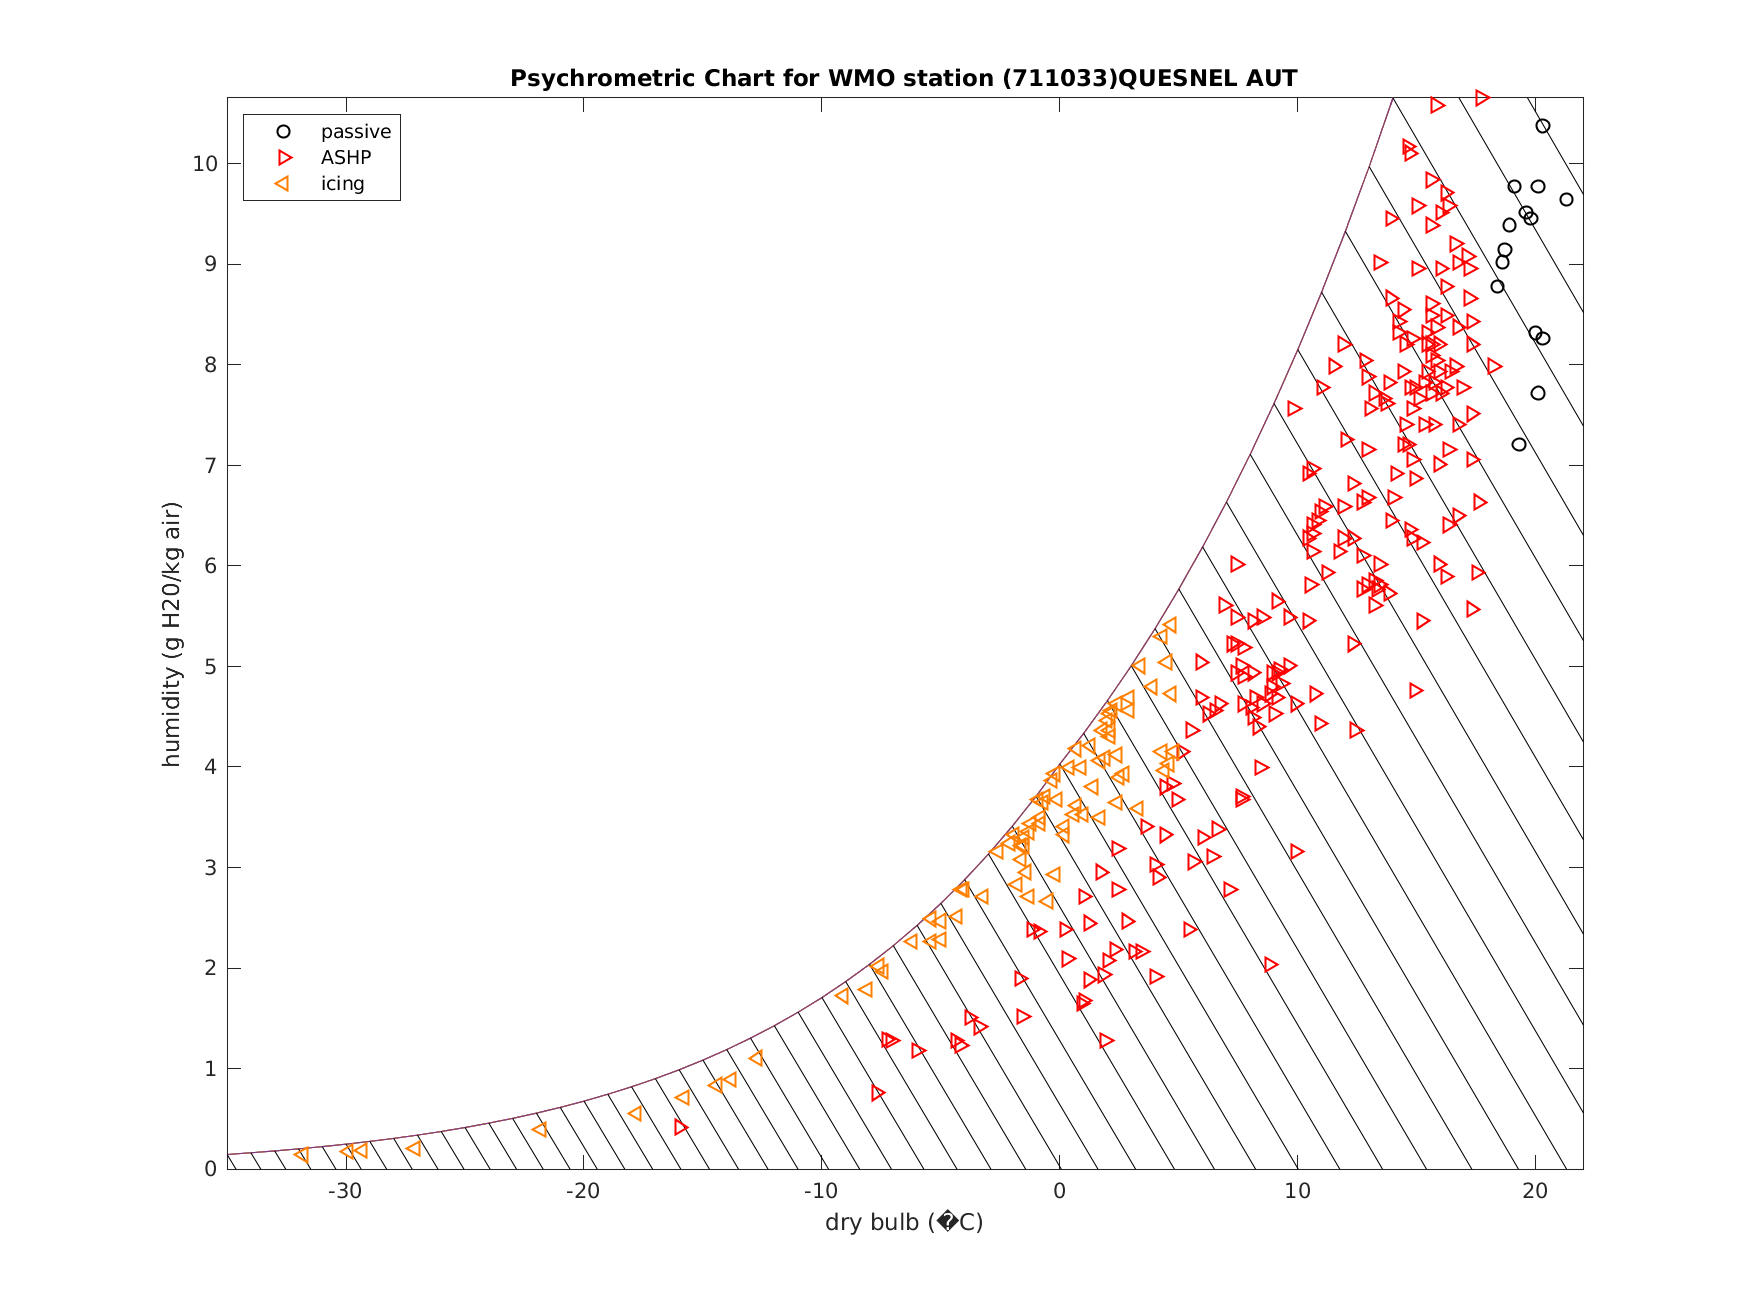 Psychrometric Chart for WMO station (711033)QUESNEL AUT
passive
ASHP
icing
10
9
8
7
6
5
4
3
2
1
0
humidity (g H20/kg air)
-30 -20 -10 0 10 20
dry bulb (�C)